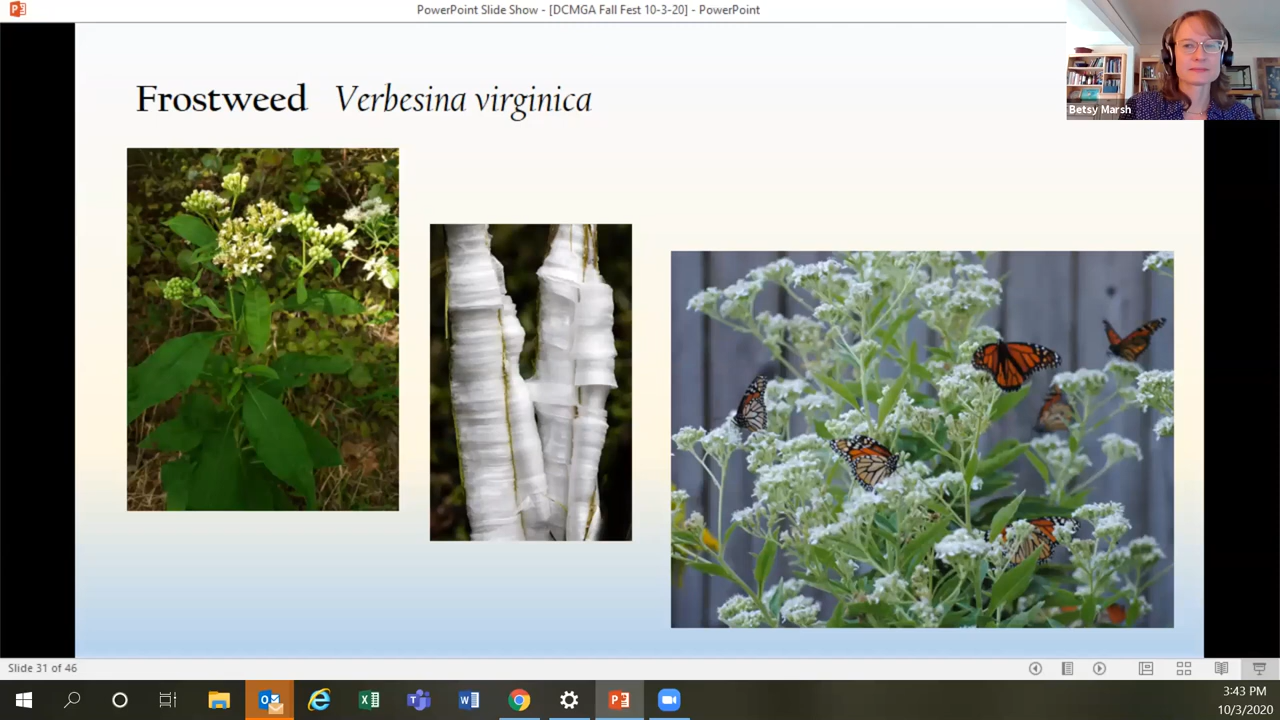 PowerPoint Slide Show - [DCMGA Fall Fest 10-3-20] - PowerPoint
Betsy Marsh
Frostweed Verbesina virginica
Slide 31 of 46
3:43 PM
10/3/2020